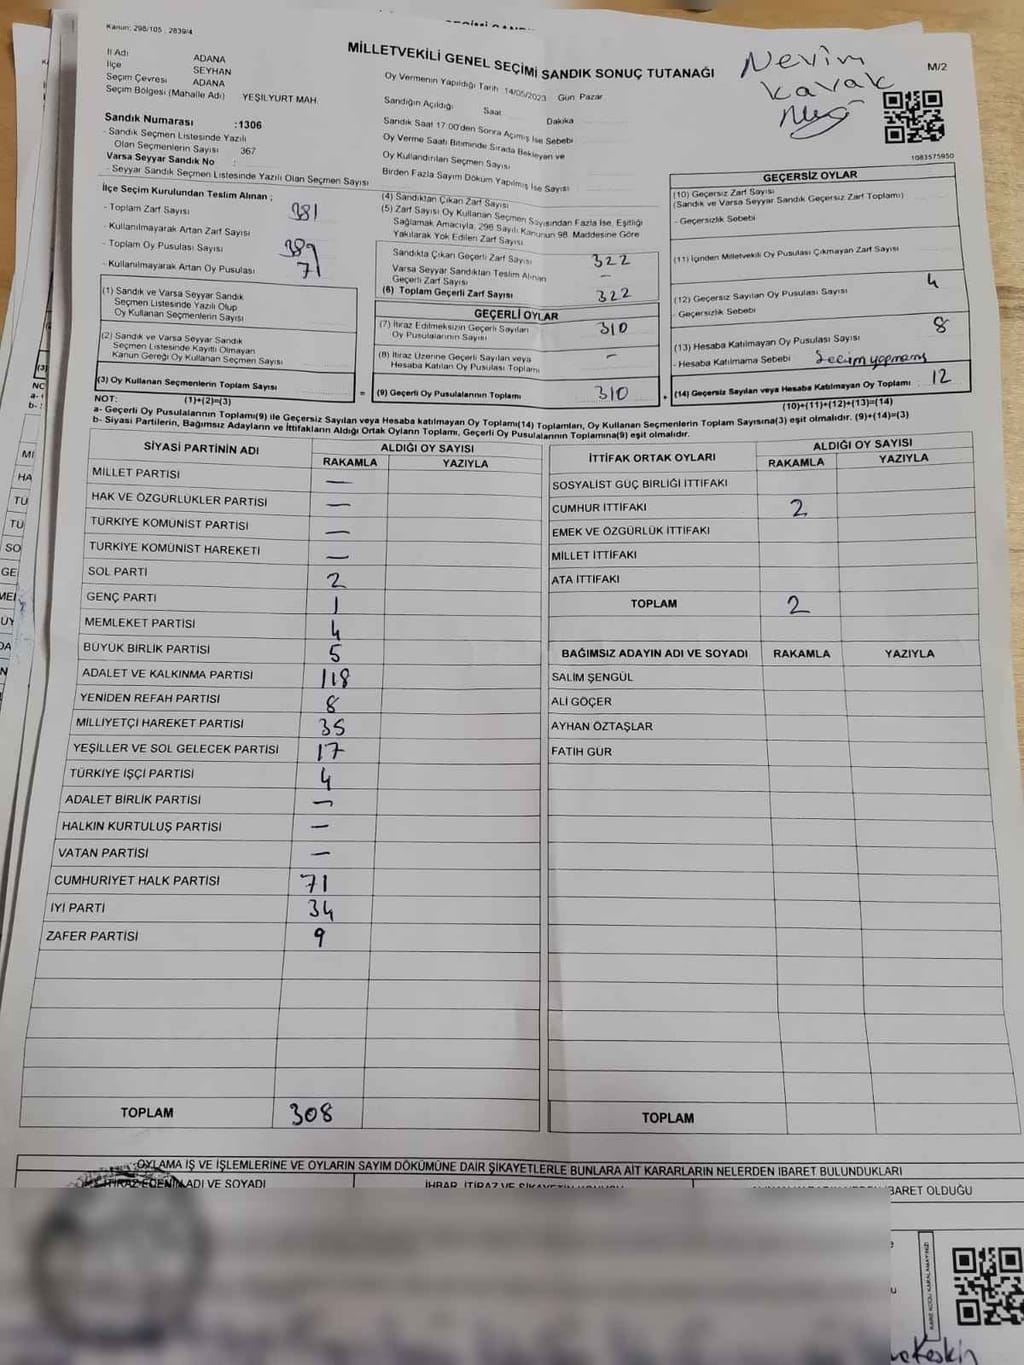 Kanun: 298/105 , 2839/4
MİLLETVEKİLİ GENEL SEÇİMİ SANDIK SONUÇ TUTANAĞI
Nevim
kavak
M/2
1083575950
İl Adı ADANA
İlçe SEYHAN
Seçim Çevresi ADANA
Seçim Bölgesi (Mahalle Adı) YEŞİLYURT MAH.
Sandık Numarası :1306
- Sandık Seçmen Listesinde Yazılı
Olan Seçmenlerin Sayısı 367
Varsa Seyyar Sandık No :
- Seyyar Sandık Seçmen Listesinde Yazılı Olan Seçmen Sayısı
Oy Vermenin Yapıldığı Tarih 14/05/2023 Gün: Pazar
Sandığın Açıldığı Saat Dakika
Sandık Saat 17:00'den Sonra Açılmış İse Sebebi
Oy Verme Saati Bitiminde Sırada Bekleyen ve
Oy Kullandırılan Seçmen Sayısı
Birden Fazla Sayım Döküm Yapılmış İse Sayısı
İlçe Seçim Kurulundan Teslim Alınan ;
- Toplam Zarf Sayısı 381
- Kullanılmayarak Artan Zarf Sayısı
- Toplam Oy Pusulası Sayısı 389
- Kullanılmayarak Artan Oy Pusulası 71
(1) Sandık ve Varsa Seyyar Sandık
Seçmen Listesinde Yazılı Olup
Oy Kullanan Seçmenlerin Sayısı
(2) Sandık ve Varsa Seyyar Sandık
Seçmen Listesinde Kayıtlı Olmayan
Kanun Gereği Oy Kullanan Seçmen Sayısı
(3) Oy Kullanan Seçmenlerin Toplam Sayısı
(4) Sandıktan Çıkan Zarf Sayısı
(5) Zarf Sayısı Oy Kullanan Seçmen Sayısından Fazla İse, Eşitliği
Sağlamak Amacıyla, 298 Sayılı Kanunun 98. Maddesine Göre
Yakılarak Yok Edilen Zarf Sayısı
Sandıkta Çıkan Geçerli Zarf Sayısı 322
Varsa Seyyar Sandıktan Teslim Alınan
Geçerli Zarf Sayısı —
(6) Toplam Geçerli Zarf Sayısı 322
GEÇERLİ OYLAR
(7) İtiraz Edilmeksizin Geçerli Sayılan
Oy Pusulalarının Sayısı 310
(8) İtiraz Üzerine Geçerli Sayılan veya
Hesaba Katılan Oy Pusulası Toplamı —
= (9) Geçerli Oy Pusulalarının Toplamı 310
GEÇERSİZ OYLAR
(10) Geçersiz Zarf Sayısı
(Sandık ve Varsa Seyyar Sandık Geçersiz Zarf Toplamı)
- Geçersizlik Sebebi
(11) İçinden Milletvekili Oy Pusulası Çıkmayan Zarf Sayısı
4
(12) Geçersiz Sayılan Oy Pusulası Sayısı
- Geçersizlik Sebebi
8
(13) Hesaba Katılmayan Oy Pusulası Sayısı
- Hesaba Katılmama Sebebi Secim yapmamış
+ (14) Geçersiz Sayılan veya Hesaba Katılmayan Oy Toplamı 12
NOT: (1)+(2)=(3)
(10)+(11)+(12)+(13)=(14)
a- Geçerli Oy Pusulalarının Toplamı(9) ile Geçersiz Sayılan veya Hesaba katılmayan Oy Toplamı(14) Toplamları, Oy Kullanan Seçmenlerin Toplam Sayısına(3) eşit olmalıdır. (9)+(14)=(3)
b- Siyasi Partilerin, Bağımsız Adayların ve İttifakların Aldığı Ortak Oyların Toplamı, Geçerli Oy Pusulalarının Toplamına(9) eşit olmalıdır.
SİYASİ PARTİNİN ADI ALDIĞI OY SAYISI
RAKAMLA YAZIYLA
MİLLET PARTİSİ —
HAK VE ÖZGÜRLÜKLER PARTİSİ —
TÜRKİYE KOMÜNİST PARTİSİ —
TÜRKİYE KOMÜNİST HAREKETİ —
SOL PARTİ 2
GENÇ PARTİ 1
MEMLEKET PARTİSİ 4
BÜYÜK BİRLİK PARTİSİ 5
ADALET VE KALKINMA PARTİSİ 118
YENİDEN REFAH PARTİSİ 8
MİLLİYETÇİ HAREKET PARTİSİ 35
YEŞİLLER VE SOL GELECEK PARTİSİ 17
TÜRKİYE İŞÇİ PARTİSİ 4
ADALET BİRLİK PARTİSİ —
HALKIN KURTULUŞ PARTİSİ —
VATAN PARTİSİ —
CUMHURİYET HALK PARTİSİ 71
İYİ PARTİ 34
ZAFER PARTİSİ 9
TOPLAM 308
İTTİFAK ORTAK OYLARI ALDIĞI OY SAYISI
RAKAMLA YAZIYLA
SOSYALİST GÜÇ BİRLİĞİ İTTİFAKI
CUMHUR İTTİFAKI 2
EMEK VE ÖZGÜRLÜK İTTİFAKI
MİLLET İTTİFAKI
ATA İTTİFAKI
TOPLAM 2
BAĞIMSIZ ADAYIN ADI VE SOYADI RAKAMLA YAZIYLA
SALİM ŞENGÜL
ALİ GÖÇER
AYHAN ÖZTAŞLAR
FATİH GÜR
TOPLAM
OYLAMA İŞ VE İŞLEMLERİNE VE OYLARIN SAYIM DÖKÜMÜNE DAİR ŞİKAYETLERLE BUNLARA AİT KARARLARIN NELERDEN İBARET BULUNDUKLARI
İTİRAZ EDENİN ADI VE SOYADI İHBAR, İTİRAZ VE ŞİKAYETİN KONUSU İBARET OLDUĞU